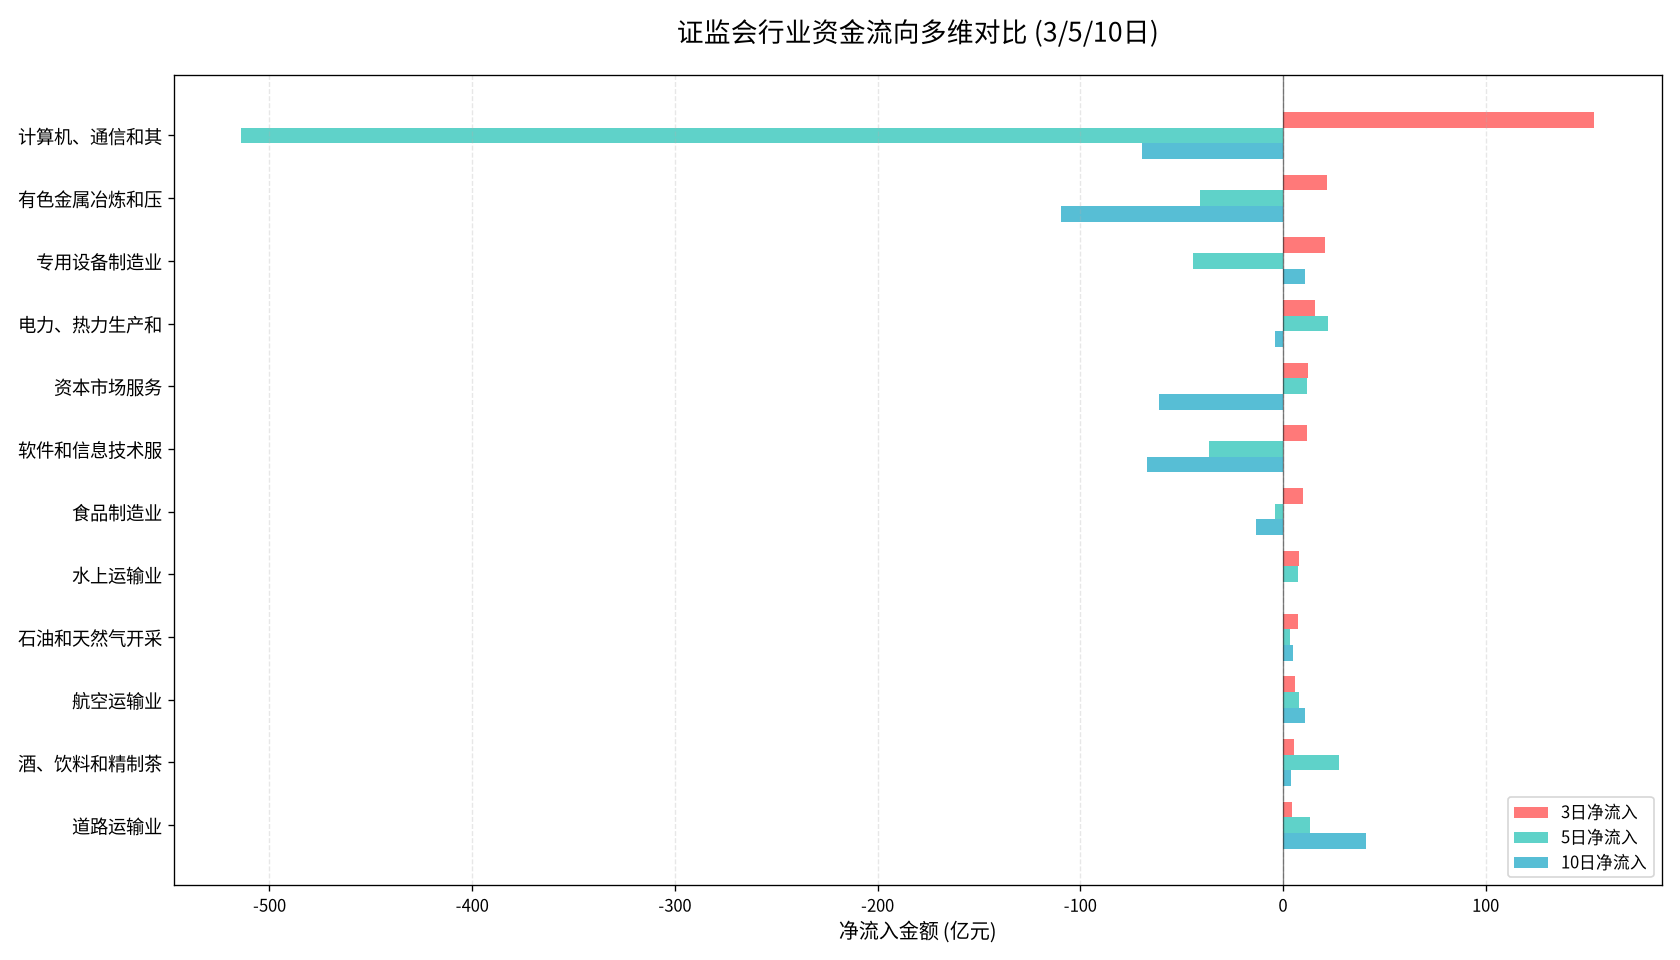 证监会行业资金流向多维对比 (3/5/10日)
计算机、通信和其
有色金属冶炼和压
专用设备制造业
电力、热力生产和
资本市场服务
软件和信息技术服
食品制造业
水上运输业
石油和天然气开采
航空运输业
酒、饮料和精制茶
道路运输业
3日净流入
5日净流入
10日净流入
-500 -400 -300 -200 -100 0 100
净流入金额 (亿元)